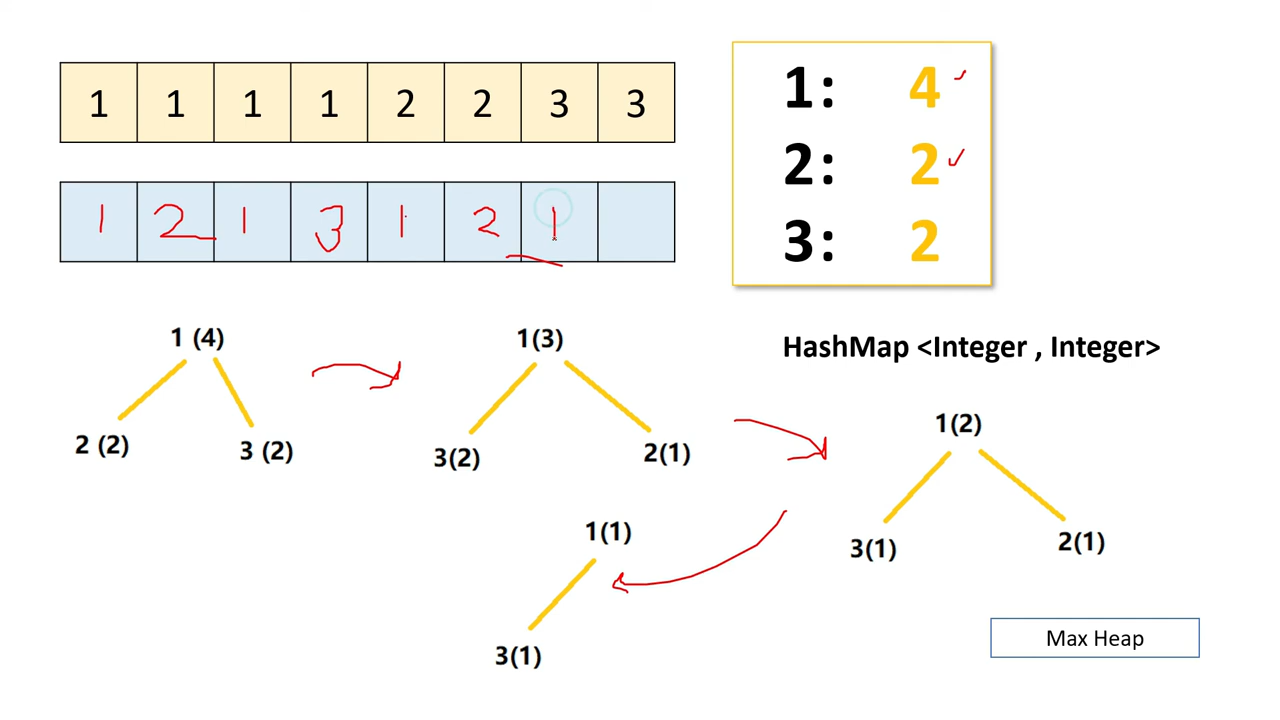 1 1 1 1 2 2 3 3
1 2 1 3 1 2 1
1: 4
2: 2
3: 2
HashMap <Integer , Integer>
1 (4)
2 (2) 3 (2)
1(3)
3(2) 2(1)
1(2)
3(1) 2(1)
1(1)
3(1)
Max Heap